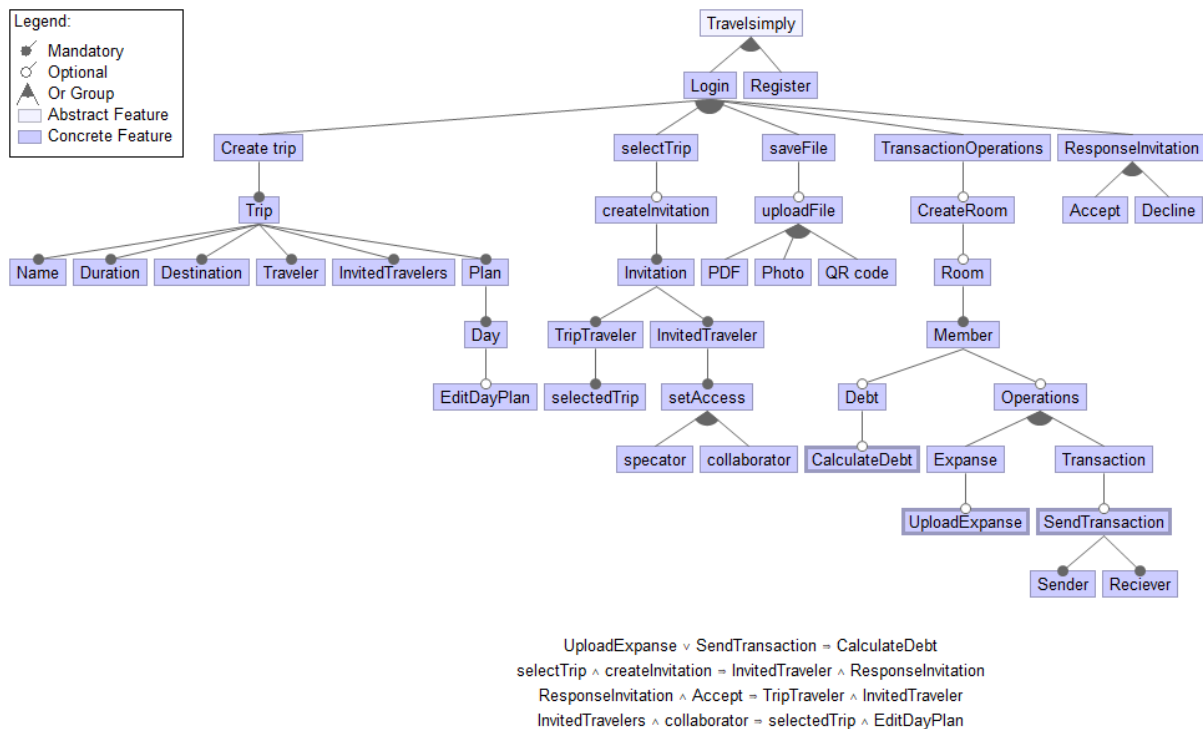 Legend:
Mandatory
Optional
Or Group
Abstract Feature
Concrete Feature
Travelsimply
Login Register
Create trip selectTrip saveFile TransactionOperations ResponseInvitation
Trip createInvitation uploadFile CreateRoom Accept Decline
Name Duration Destination Traveler InvitedTravelers Plan Invitation PDF Photo QR code Room
Day TripTraveler InvitedTraveler Member
EditDayPlan selectedTrip setAccess Debt Operations
specator collaborator CalculateDebt Expanse Transaction
UploadExpanse SendTransaction
Sender Reciever
UploadExpanse ∨ SendTransaction ⇒ CalculateDebt
selectTrip ∧ createInvitation ⇒ InvitedTraveler ∧ ResponseInvitation
ResponseInvitation ∧ Accept ⇒ TripTraveler ∧ InvitedTraveler
InvitedTravelers ∧ collaborator ⇒ selectedTrip ∧ EditDayPlan